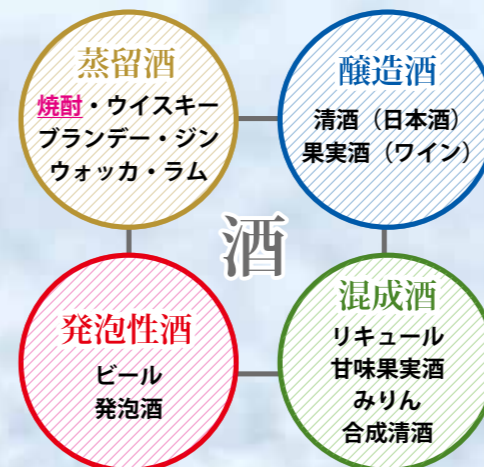 蒸留酒
焼酎・ウイスキー
ブランデー・ジン
ウォッカ・ラム
醸造酒
清酒（日本酒）
果実酒（ワイン）
酒
発泡性酒
ビール
発泡酒
混成酒
リキュール
甘味果実酒
みりん
合成清酒